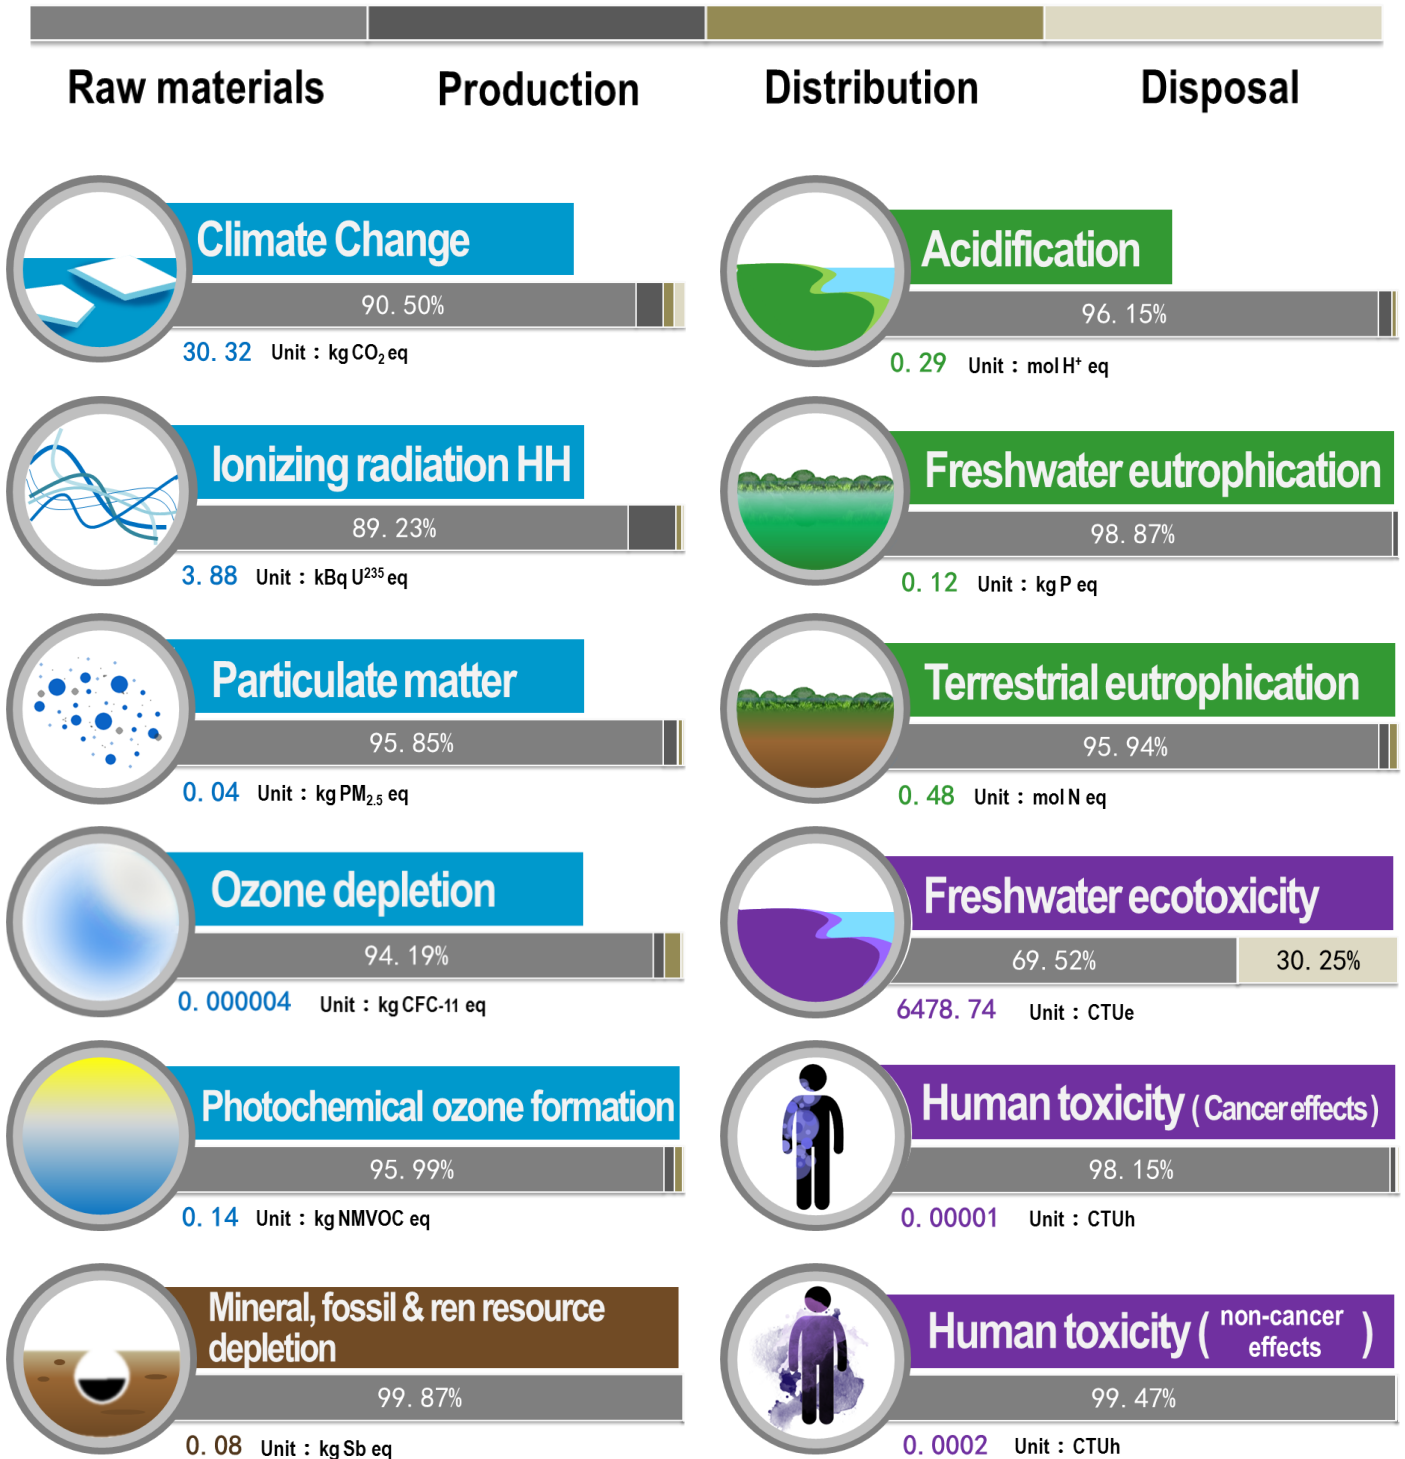 Raw materials
Production
Distribution
Disposal
Climate Change
90.50%
30.32 Unit : kg CO₂ eq
Ionizing radiation HH
89.23%
3.88 Unit : kBq U²³⁵ eq
Particulate matter
95.85%
0.04 Unit : kg PM₂.₅ eq
Ozone depletion
94.19%
0.000004 Unit : kg CFC-11 eq
Photochemical ozone formation
95.99%
0.14 Unit : kg NMVOC eq
Mineral, fossil & ren resource
depletion
99.87%
0.08 Unit : kg Sb eq
Acidification
96.15%
0.29 Unit : mol H⁺ eq
Freshwater eutrophication
98.87%
0.12 Unit : kg P eq
Terrestrial eutrophication
95.94%
0.48 Unit : mol N eq
Freshwater ecotoxicity
69.52% 30.25%
6478.74 Unit : CTUe
Human toxicity ( Cancer effects )
98.15%
0.00001 Unit : CTUh
Human toxicity ( non-cancer
effects )
99.47%
0.0002 Unit : CTUh